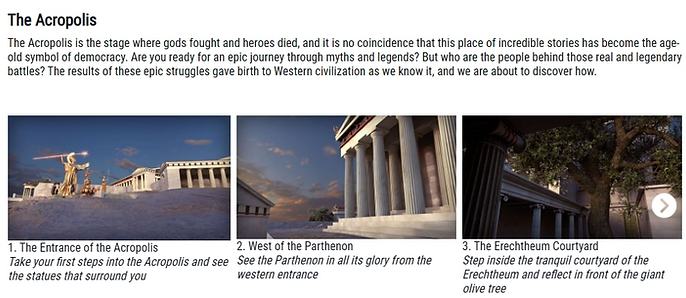 The Acropolis
The Acropolis is the stage where gods fought and heroes died, and it is no coincidence that this place of incredible stories has become the age-
old symbol of democracy. Are you ready for an epic journey through myths and legends? But who are the people behind those real and legendary
battles? The results of these epic struggles gave birth to Western civilization as we know it, and we are about to discover how.
1. The Entrance of the Acropolis
Take your first steps into the Acropolis and see
the statues that surround you
2. West of the Parthenon
See the Parthenon in all its glory from the
western entrance
3. The Erechtheum Courtyard
Step inside the tranquil courtyard of the
Erechtheum and reflect in front of the giant
olive tree